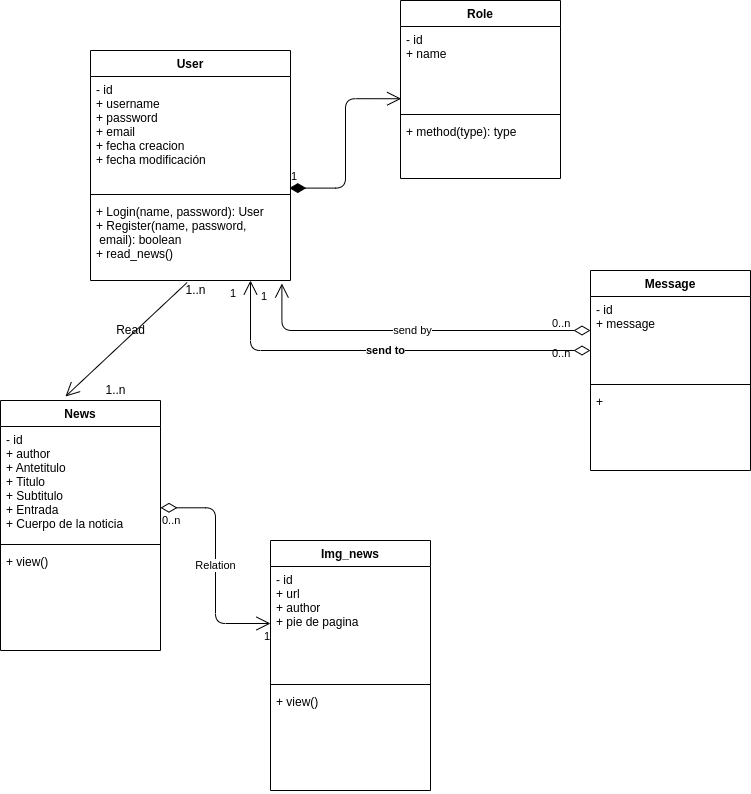 Role
- id
+ name
+ method(type): type
User
- id
+ username
+ password
+ email
+ fecha creacion
+ fecha modificación
+ Login(name, password): User
+ Register(name, password,
email): boolean
+ read_news()
1
1..n
1
1
Read
1..n
send by
send to
0..n
0..n
Message
- id
+ message
+
News
- id
+ author
+ Antetitulo
+ Titulo
+ Subtitulo
+ Entrada
+ Cuerpo de la noticia
+ view()
0..n
Relation
1
Img_news
- id
+ url
+ author
+ pie de pagina
+ view()